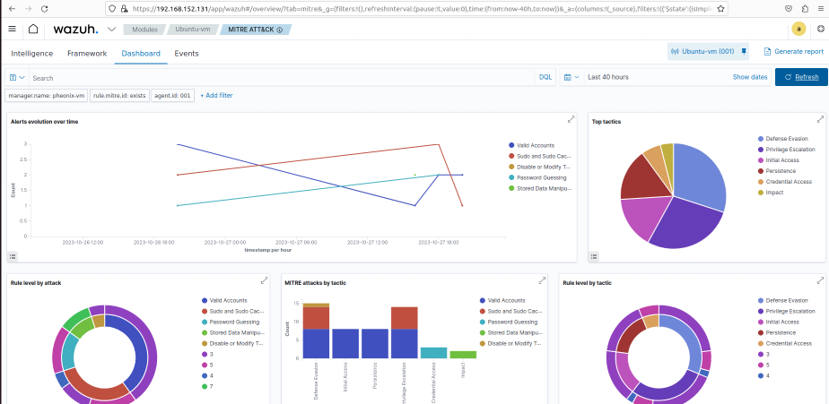 https://192.168.152.131/app/wazuh#/overview/?tab=mitre&_g=(filters:!(),refreshInterval:(pause:!t,value:0),time:(from:now-40h,to:now))&_a=(columns:!(_source),filters:!(('$state':(isImpl
wazuh. Modules Ubuntu-vm MITRE ATT&CK a
Intelligence Framework Dashboard Events Ubuntu-vm (001) Generate report
Search DQL Last 40 hours Show dates Refresh
manager.name: pheonix-vm rule.mitre.id: exists agent.id: 001 + Add filter
Alerts evolution over time
3
2.5
2
1.5
1
0.5
0
Count
2023-10-26 12:00 2023-10-26 18:00 2023-10-27 00:00 2023-10-27 06:00 2023-10-27 12:00 2023-10-27 18:00
timestamp per hour
Valid Accounts
Sudo and Sudo Cac...
Disable or Modify T...
Password Guessing
Stored Data Manipu...
Top tactics
Defense Evasion
Privilege Escalation
Initial Access
Persistence
Credential Access
Impact
Rule level by attack
Valid Accounts
Sudo and Sudo Cac...
Password Guessing
Stored Data Manipu...
Disable or Modify T...
3
5
4
7
MITRE attacks by tactic
15
10
5
0
Count
Defense Evasion
Initial Access
Persistence
Privilege Escalation
Credential Access
Impact
Valid Accounts
Sudo and Sudo Cac...
Password Guessing
Stored Data Manipu...
Disable or Modify T...
Rule level by tactic
Defense Evasion
Privilege Escalation
Initial Access
Persistence
Credential Access
3
5
4